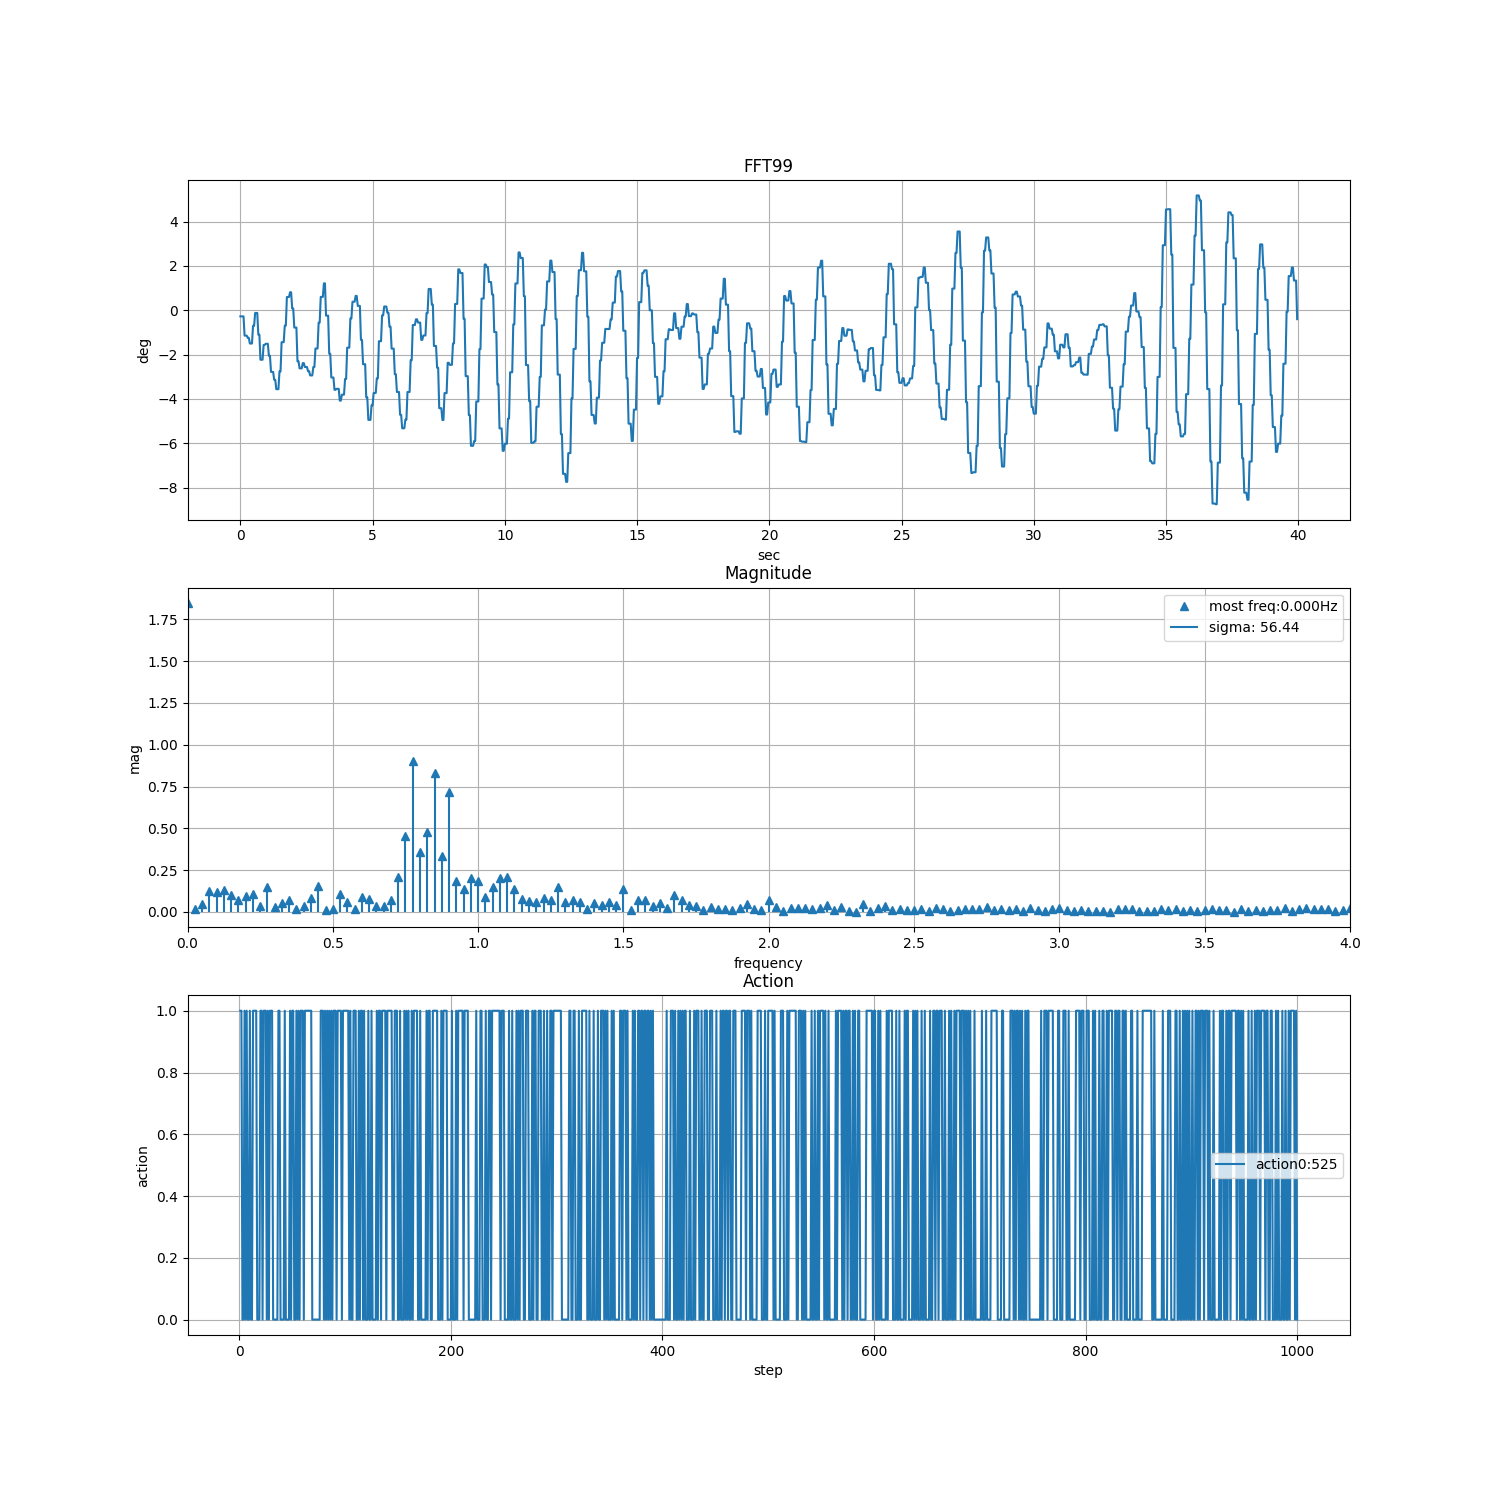 FFT99
4
2
0
−2
−4
−6
−8
deg
0 5 10 15 20 25 30 35 40
sec
Magnitude
1.75
1.50
1.25
1.00
0.75
0.50
0.25
0.00
mag
most freq:0.000Hz
sigma: 56.44
0.0 0.5 1.0 1.5 2.0 2.5 3.0 3.5 4.0
frequency
Action
1.0
0.8
0.6
0.4
0.2
0.0
action
action0:525
0 200 400 600 800 1000
step